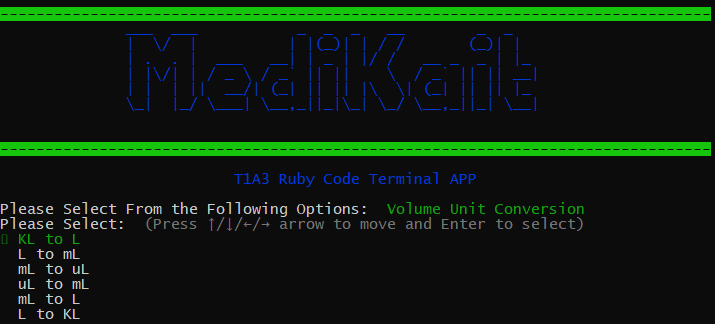 MediKait
T1A3 Ruby Code Terminal APP
Please Select From the Following Options:  Volume Unit Conversion
Please Select:  (Press ↑/↓/←/→ arrow to move and Enter to select)
KL to L
L to mL
mL to uL
uL to mL
mL to L
L to KL